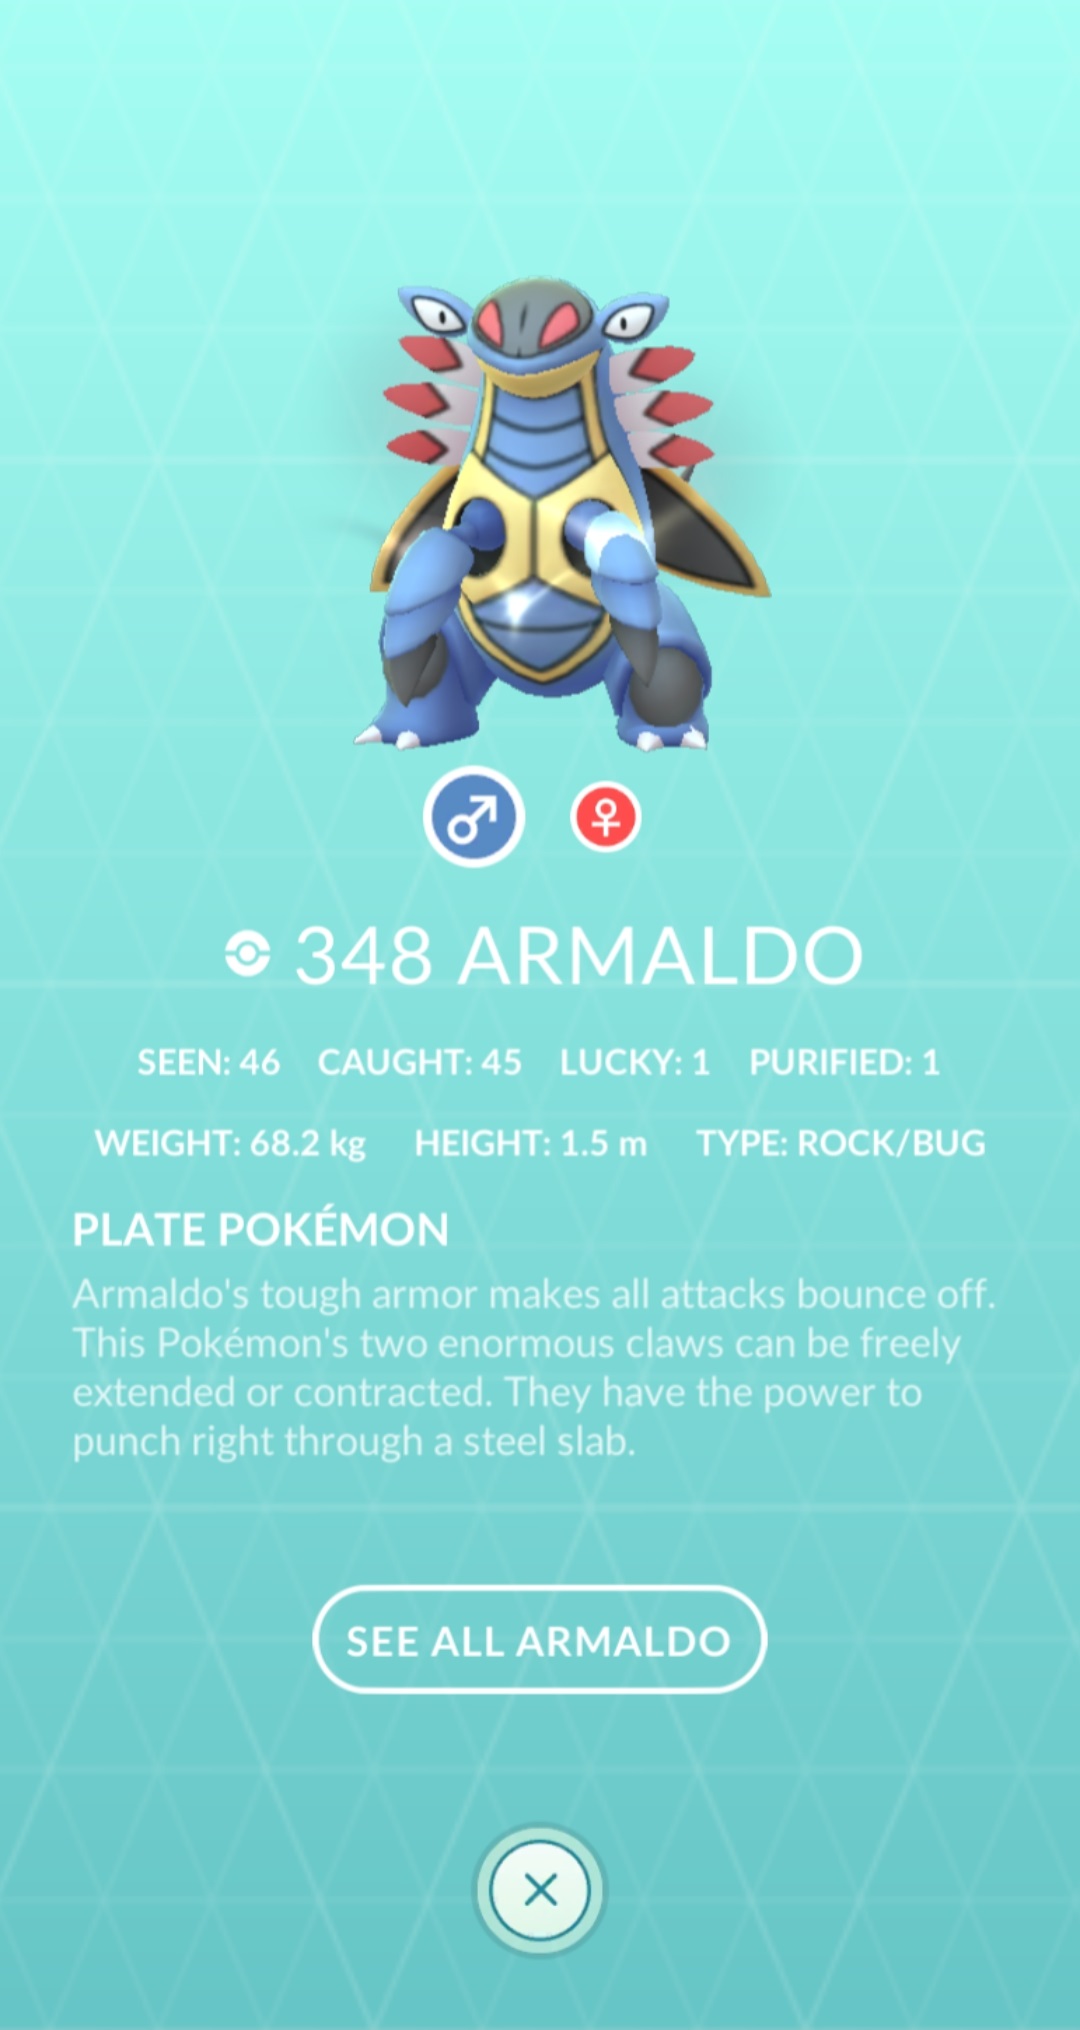 348 ARMALDO
SEEN: 46 CAUGHT: 45 LUCKY: 1 PURIFIED: 1
WEIGHT: 68.2 kg HEIGHT: 1.5 m TYPE: ROCK/BUG
PLATE POKÉMON
Armaldo's tough armor makes all attacks bounce off.
This Pokémon's two enormous claws can be freely
extended or contracted. They have the power to
punch right through a steel slab.
SEE ALL ARMALDO